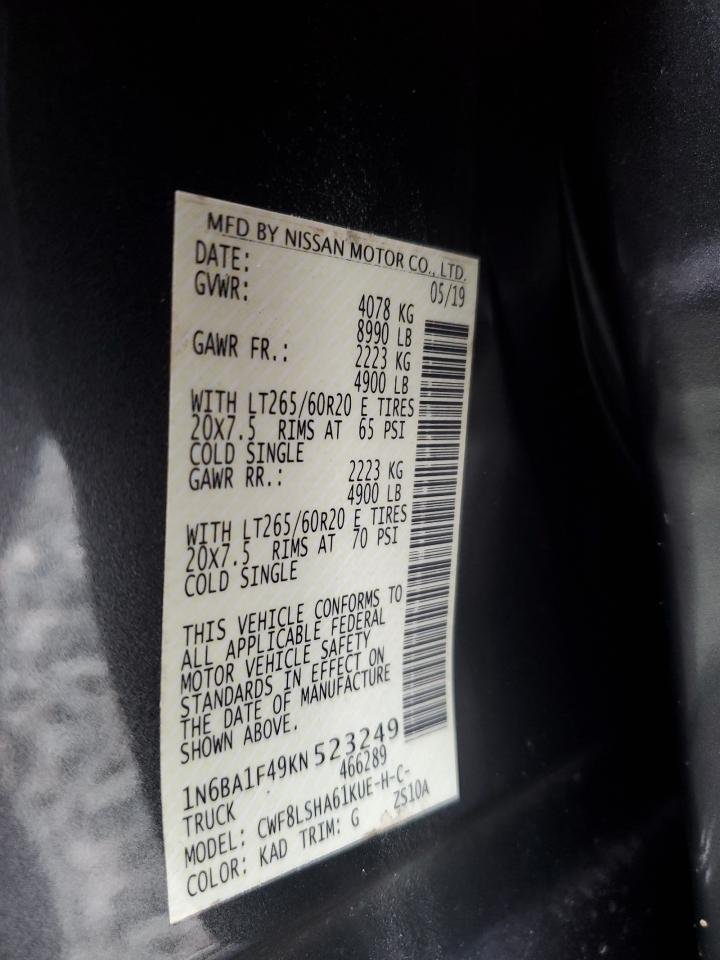 MFD BY NISSAN MOTOR CO., LTD.
DATE: 05/19
GVWR: 4078 KG
8990 LB
GAWR FR.: 2223 KG
4900 LB
WITH LT265/60R20 E TIRES
20X7.5 RIMS AT 65 PSI
COLD SINGLE
GAWR RR.: 2223 KG
4900 LB
WITH LT265/60R20 E TIRES
20X7.5 RIMS AT 70 PSI
COLD SINGLE
THIS VEHICLE CONFORMS TO
ALL APPLICABLE FEDERAL
MOTOR VEHICLE SAFETY
STANDARDS IN EFFECT ON
THE DATE OF MANUFACTURE
SHOWN ABOVE.
1N6BA1F49KN523249
TRUCK 466289
MODEL: CWF8LSHA61KUE-H-C-
COLOR: KAD TRIM: G ZS10A